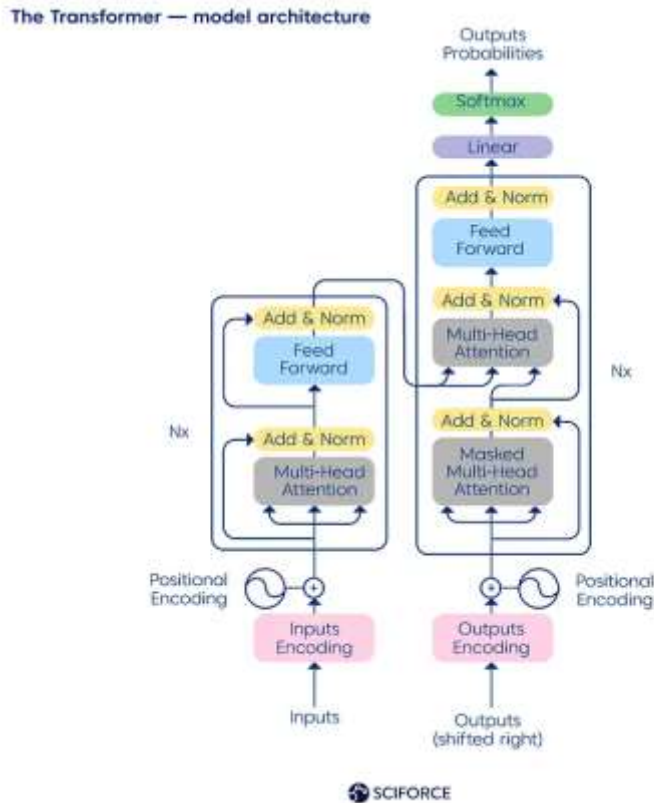 The Transformer — model architecture
Outputs
Probabilities
Softmax
Linear
Add & Norm
Feed
Forward
Add & Norm
Multi-Head
Attention
Add & Norm
Masked
Multi-Head
Attention
Nx
Add & Norm
Feed
Forward
Add & Norm
Multi-Head
Attention
Nx
Positional
Encoding
+
+
Positional
Encoding
Inputs
Encoding
Outputs
Encoding
Inputs
Outputs
(shifted right)
SCIFORCE